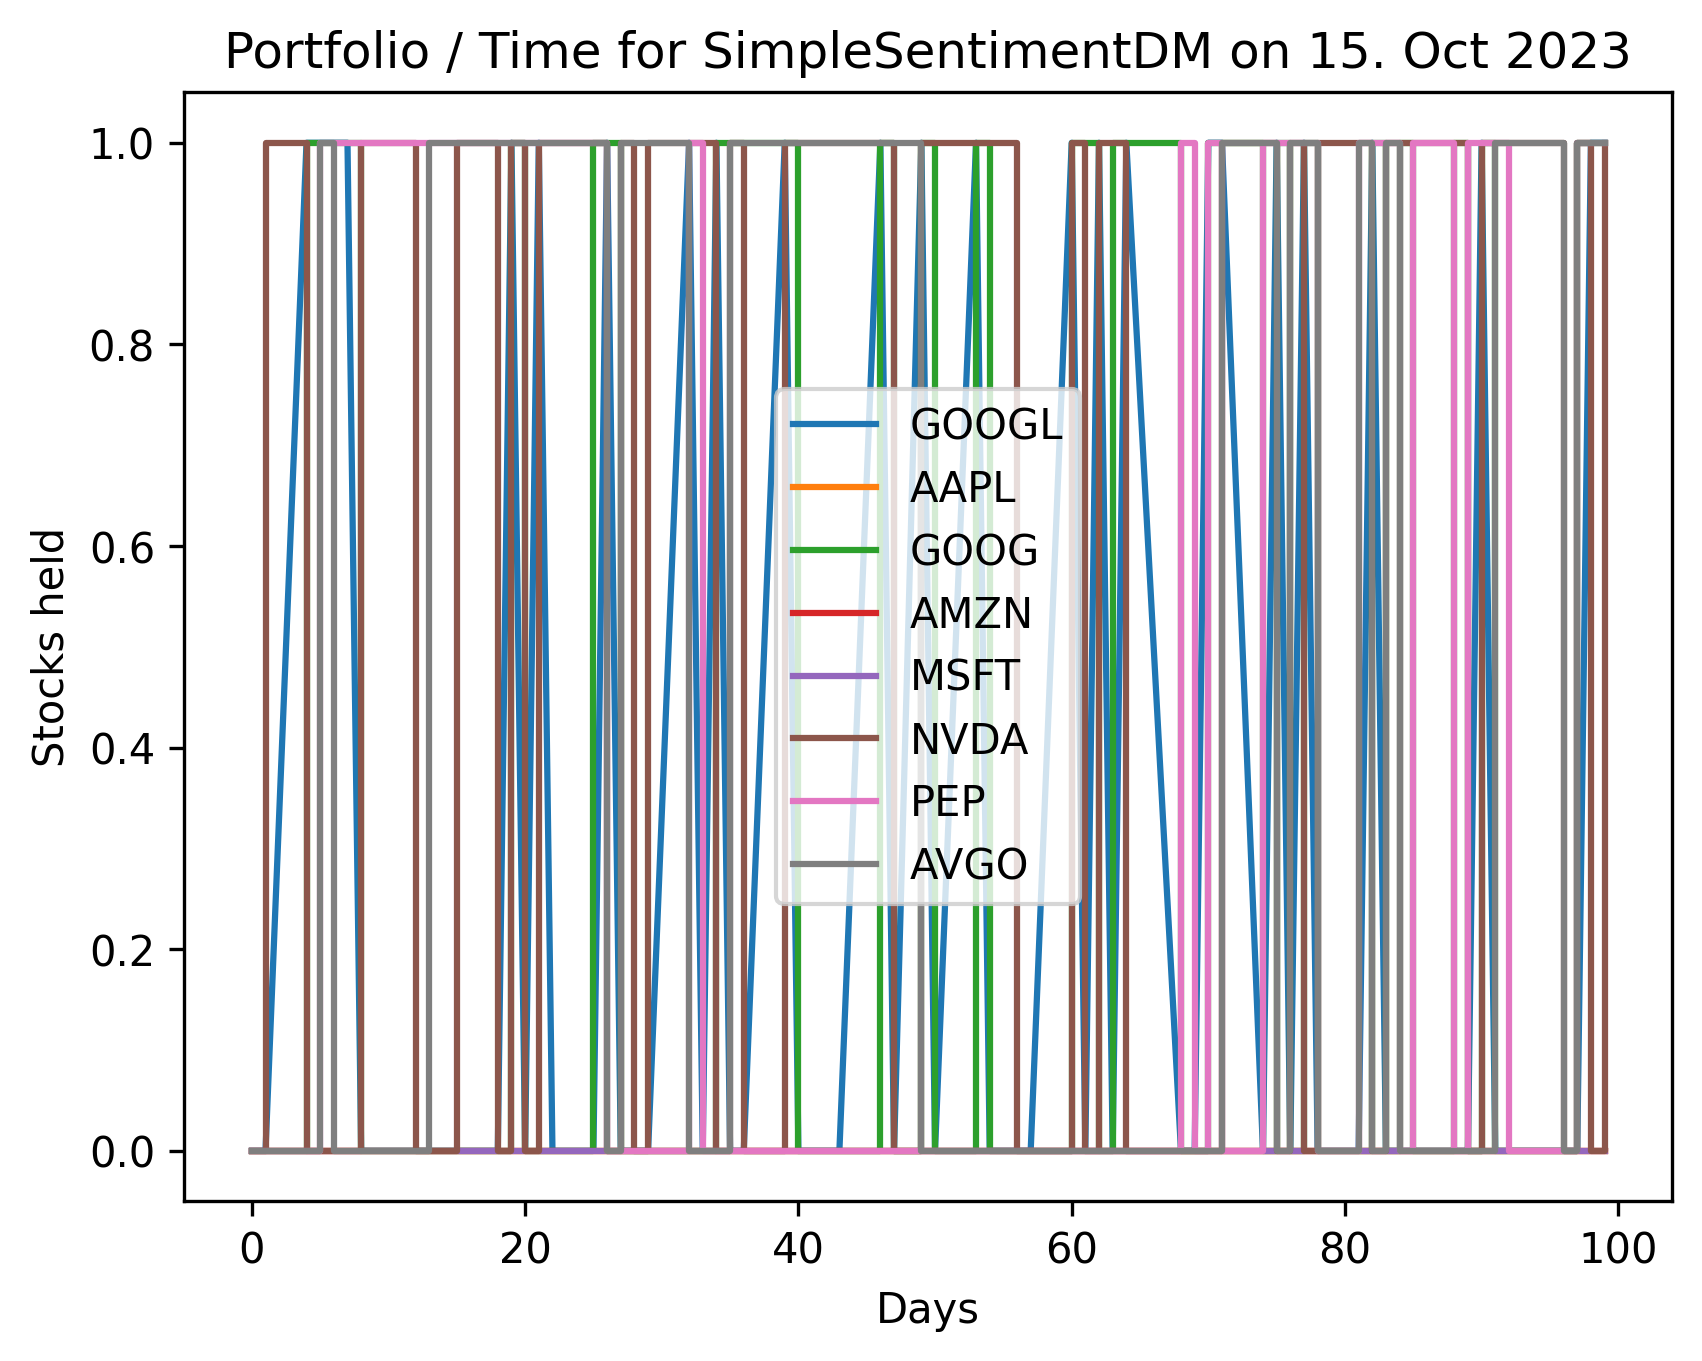 Portfolio / Time for SimpleSentimentDM on 15. Oct 2023
1.0
0.8
0.6
0.4
0.2
0.0
Stocks held
GOOGL
AAPL
GOOG
AMZN
MSFT
NVDA
PEP
AVGO
0 20 40 60 80 100
Days